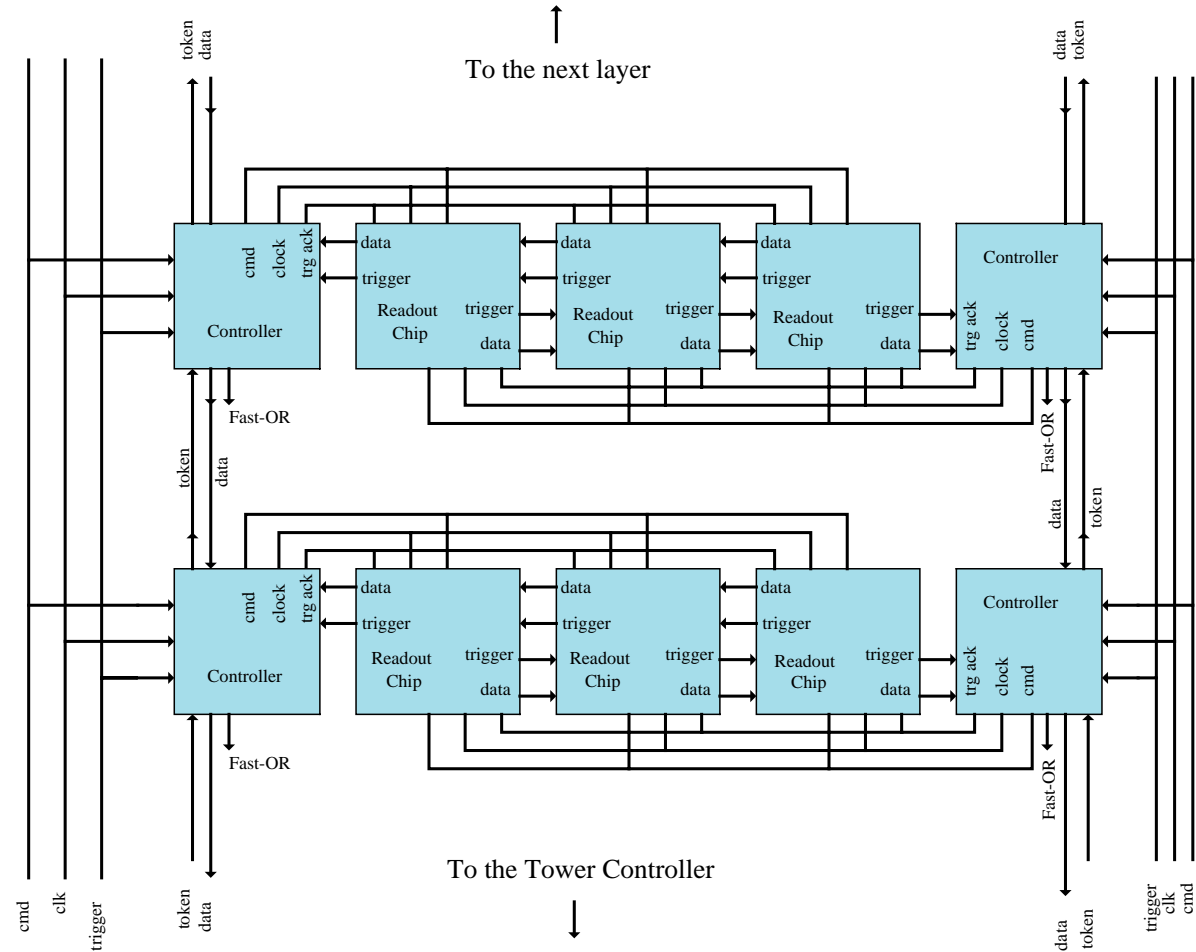 token
data
data
token
To the next layer
cmd
clock
trg ack
Controller
data
trigger
Readout
Chip
trigger
data
data
trigger
Readout
Chip
trigger
data
data
trigger
Readout
Chip
trigger
data
Controller
trg ack
clock
cmd
Fast-OR
Fast-OR
token
data
data
token
cmd
clock
trg ack
Controller
data
trigger
Readout
Chip
trigger
data
data
trigger
Readout
Chip
trigger
data
data
trigger
Readout
Chip
trigger
data
Controller
trg ack
clock
cmd
Fast-OR
Fast-OR
To the Tower Controller
cmd
clk
trigger
token
data
data
token
trigger
clk
cmd